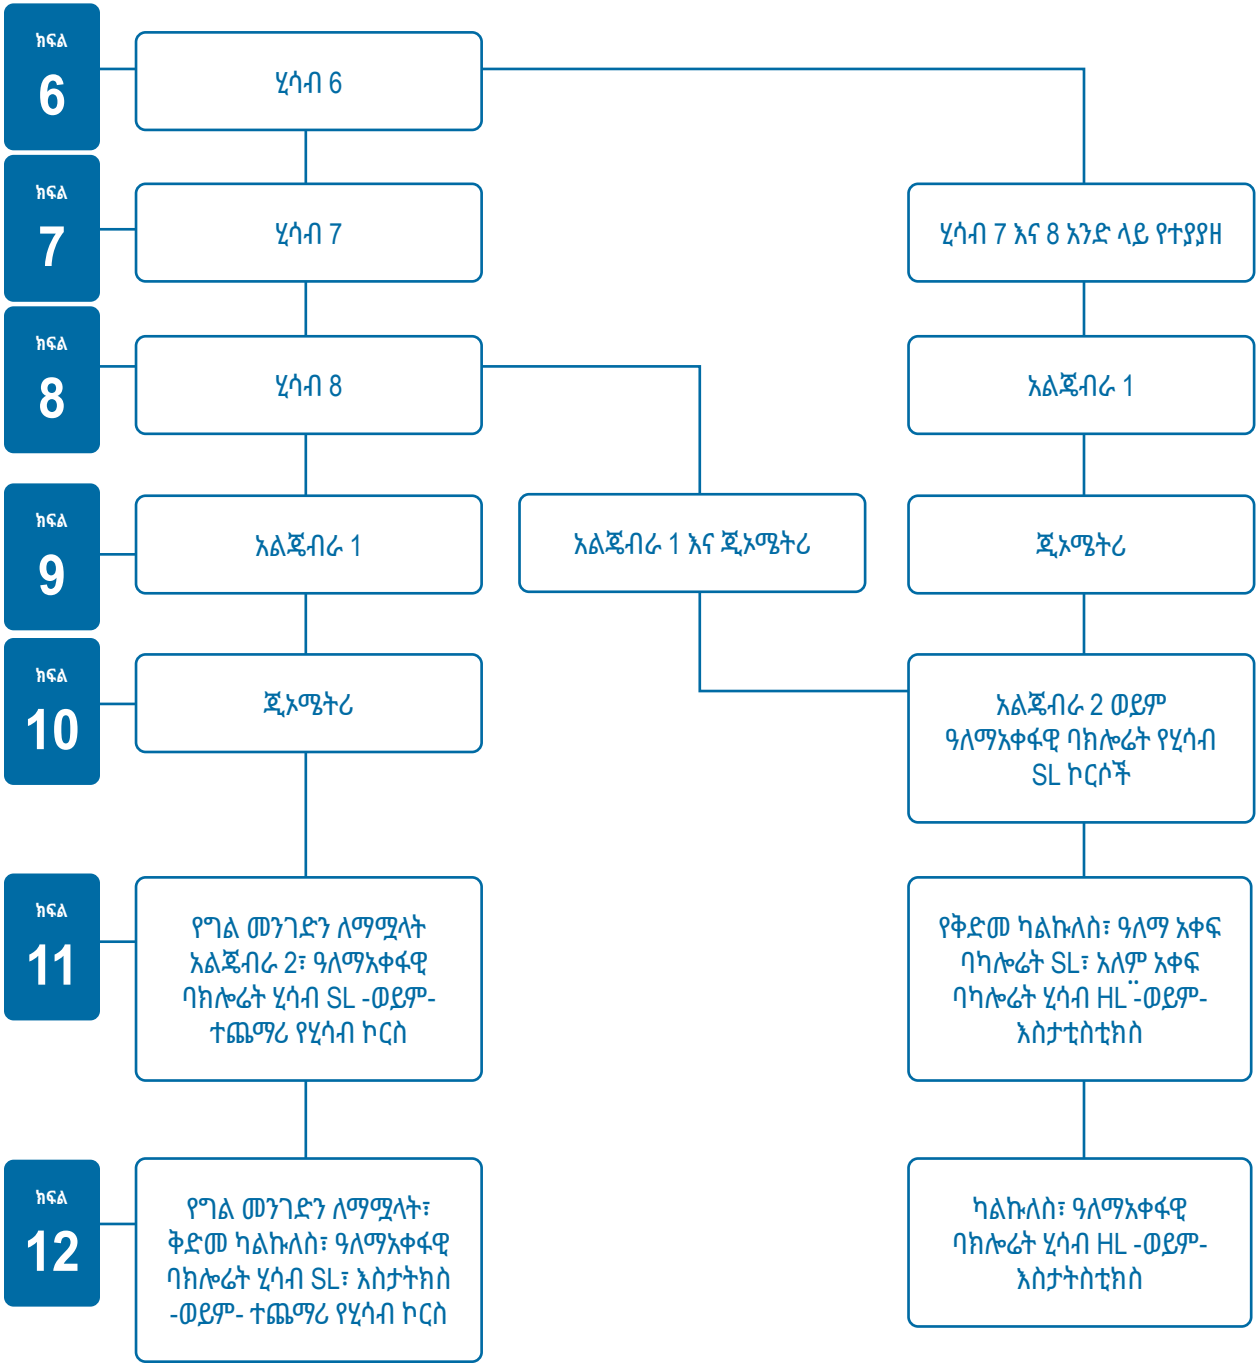 ክፍል
6
ሂሳብ 6
ክፍል
7
ሂሳብ 7
ሂሳብ 7 እና 8 አንድ ላይ የተያያዘ
ክፍል
8
ሂሳብ 8
አልጄብራ 1
ክፍል
9
አልጄብራ 1
አልጄብራ 1 እና ጂኦሜትሪ
ጂኦሜትሪ
ክፍል
10
ጂኦሜትሪ
አልጄብራ 2 ወይም
ዓለማአቀፋዊ ባክሎሬት የሂሳብ
SL ኮርሶች
ክፍል
11
የግል መንገድን ለማሟላት
አልጄብራ 2፣ ዓለማአቀፋዊ
ባክሎሬት ሂሳብ SL -ወይም-
ተጨማሪ የሂሳብ ኮርስ
የቅድመ ካልኩለስ፣ ዓለማ አቀፍ
ባካሎሬት SL፣ አለም አቀፍ
ባካሎሬት ሂሳብ HL¨-ወይም-
እስታቲስቲክስ
ክፍል
12
የግል መንገድን ለማሟላት፣
ቅድመ ካልኩለስ፣ ዓለማአቀፋዊ
ባክሎሬት ሂሳብ SL፣ እስታትክስ
-ወይም- ተጨማሪ የሂሳብ ኮርስ
ካልኩለስ፣ ዓለማአቀፋዊ
ባክሎሬት ሂሳብ HL -ወይም-
እስታትስቲክስ